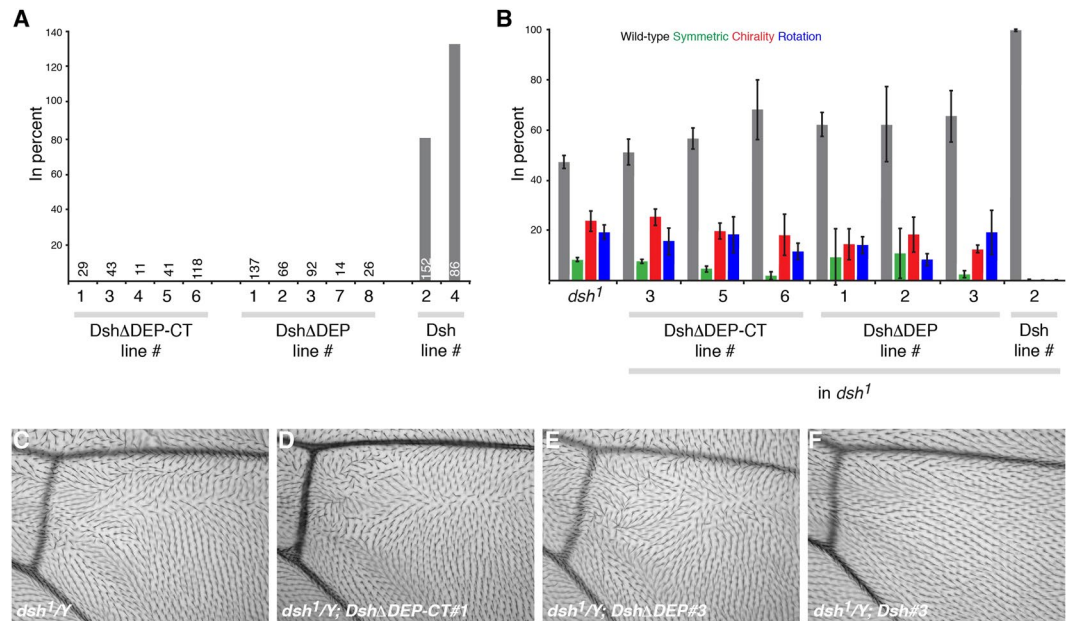 A
In percent
140
120
100
80
60
40
20
29 43 11 41 118 137 66 92 14 26 152 86
1 3 4 5 6 1 2 3 7 8 2 4
DshΔDEP-CT
line #
DshΔDEP
line #
Dsh
line #
B
Wild-type Symmetric Chirality Rotation
In percent
100
80
60
40
20
dsh1 3 5 6 1 2 3 2
DshΔDEP-CT
line #
DshΔDEP
line #
Dsh
line #
in dsh1
C
dsh1/Y
D
dsh1/Y; DshΔDEP-CT#1
E
dsh1/Y; DshΔDEP#3
F
dsh1/Y; Dsh#3